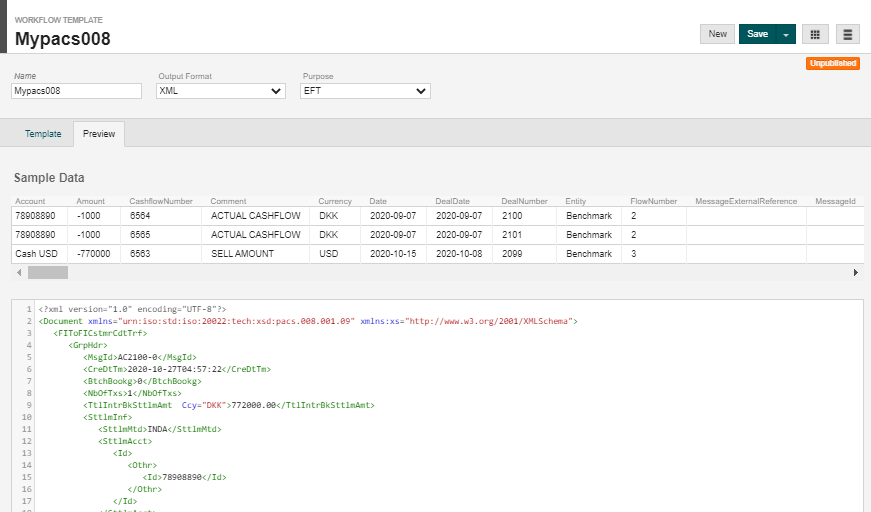 WORKFLOW TEMPLATE
Mypacs008
New Save
Unpublished
Name Output Format Purpose
Mypacs008 XML EFT
Template Preview
Sample Data
Account Amount CashflowNumber Comment Currency Date DealDate DealNumber Entity FlowNumber MessageExternalReference MessageId
78908890 -1000 6564 ACTUAL CASHFLOW DKK 2020-09-07 2020-09-07 2100 Benchmark 2
78908890 -1000 6565 ACTUAL CASHFLOW DKK 2020-09-07 2020-09-07 2101 Benchmark 2
Cash USD -770000 6563 SELL AMOUNT USD 2020-10-15 2020-10-08 2099 Benchmark 3
1 <?xml version="1.0" encoding="UTF-8"?>
2 <Document xmlns="urn:iso:std:iso:20022:tech:xsd:pacs.008.001.09" xmlns:xs="http://www.w3.org/2001/XMLSchema">
3 <FIToFICstmrCdtTrf>
4 <GrpHdr>
5 <MsgId>AC2100-0</MsgId>
6 <CreDtTm>2020-10-27T04:57:22</CreDtTm>
7 <BtchBookg>0</BtchBookg>
8 <NbOfTxs>1</NbOfTxs>
9 <TtlIntrBkSttlmAmt Ccy="DKK">772000.00</TtlIntrBkSttlmAmt>
10 <SttlmInf>
11 <SttlmMtd>INDA</SttlmMtd>
12 <SttlmAcct>
13 <Id>
14 <Othr>
15 <Id>78908890</Id>
16 </Othr>
17 </Id>
18 </SttlmAcct>